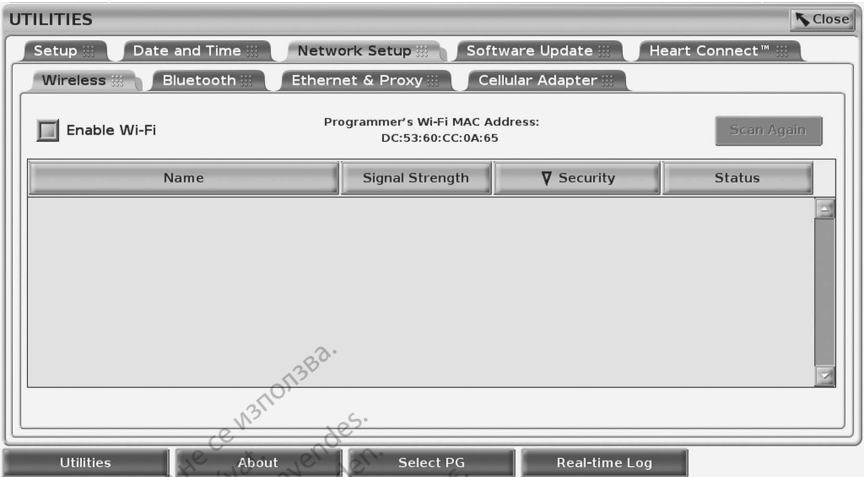 UTILITIES
Close
Setup
Date and Time
Network Setup
Software Update
Heart Connect™
Wireless
Bluetooth
Ethernet & Proxy
Cellular Adapter
Enable Wi-Fi
Programmer's Wi-Fi MAC Address:
DC:53:60:CC:0A:65
Scan Again
Name
Signal Strength
∇ Security
Status
не се използва.
Utilities
About
Select PG
Real-time Log